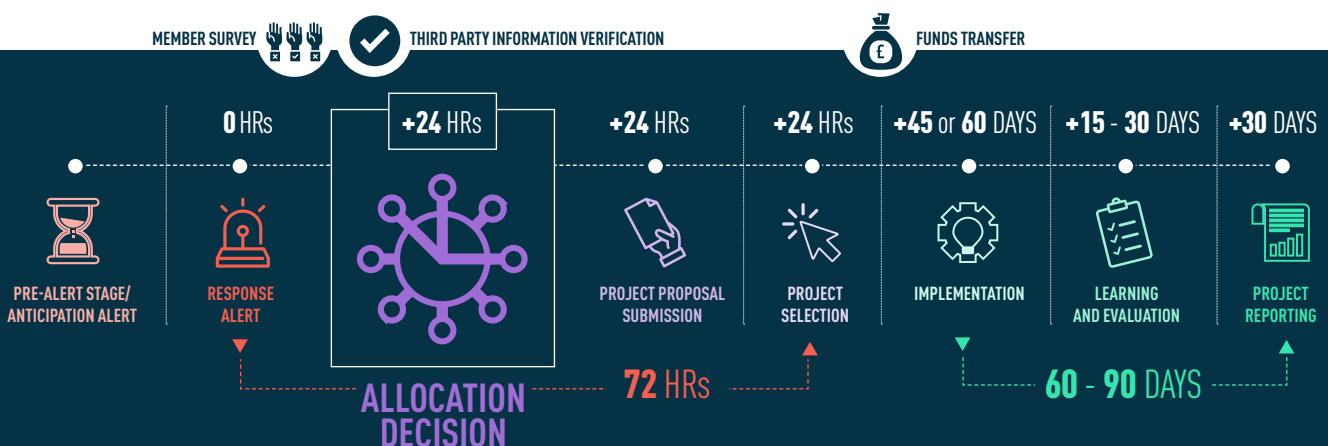 MEMBER SURVEY
THIRD PARTY INFORMATION VERIFICATION
£
FUNDS TRANSFER
0 HRs
+24 HRs
+24 HRs
+24 HRs
+45 or 60 DAYS
+15 - 30 DAYS
+30 DAYS
PRE-ALERT STAGE/
ANTICIPATION ALERT
RESPONSE
ALERT
ALLOCATION
DECISION
PROJECT PROPOSAL
SUBMISSION
PROJECT
SELECTION
IMPLEMENTATION
LEARNING
AND EVALUATION
PROJECT
REPORTING
72 HRs
60 - 90 DAYS